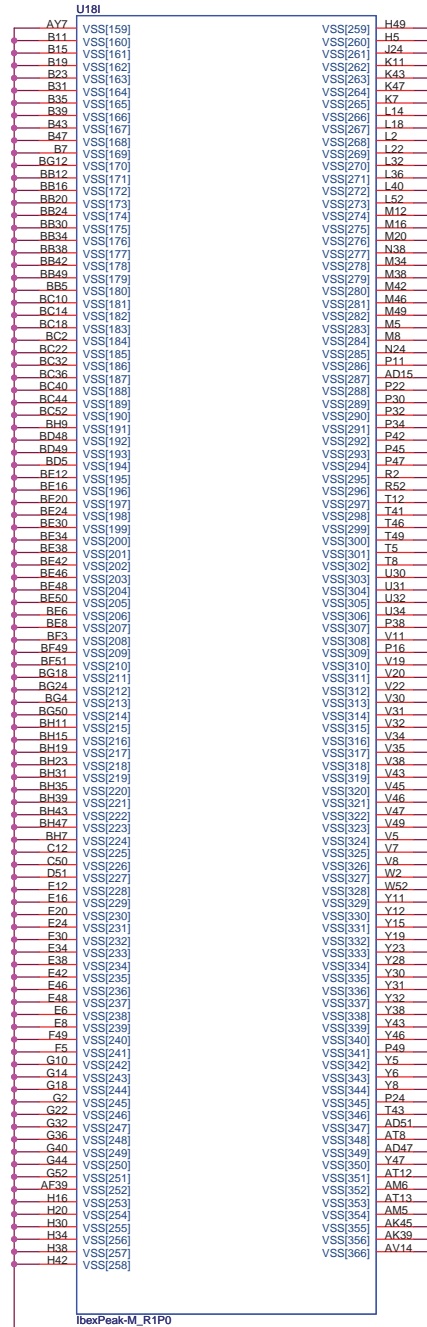 U18I
AY7 VSS[159] VSS[259] H49
B11 VSS[160] VSS[260] H5
B15 VSS[161] VSS[261] J24
B19 VSS[162] VSS[262] K11
B23 VSS[163] VSS[263] K43
B31 VSS[164] VSS[264] K47
B35 VSS[165] VSS[265] K7
B39 VSS[166] VSS[266] L14
B43 VSS[167] VSS[267] L18
B47 VSS[168] VSS[268] L2
B7 VSS[169] VSS[269] L22
BG12 VSS[170] VSS[270] L32
BB12 VSS[171] VSS[271] L36
BB16 VSS[172] VSS[272] L40
BB20 VSS[173] VSS[273] L52
BB24 VSS[174] VSS[274] M12
BB30 VSS[175] VSS[275] M16
BB34 VSS[176] VSS[276] M20
BB38 VSS[177] VSS[277] N38
BB42 VSS[178] VSS[278] M34
BB49 VSS[179] VSS[279] M38
BB5 VSS[180] VSS[280] M42
BC10 VSS[181] VSS[281] M46
BC14 VSS[182] VSS[282] M49
BC18 VSS[183] VSS[283] M5
BC2 VSS[184] VSS[284] M8
BC22 VSS[185] VSS[285] N24
BC32 VSS[186] VSS[286] P11
BC36 VSS[187] VSS[287] AD15
BC40 VSS[188] VSS[288] P22
BC44 VSS[189] VSS[289] P30
BC52 VSS[190] VSS[290] P32
BH9 VSS[191] VSS[291] P34
BD48 VSS[192] VSS[292] P42
BD49 VSS[193] VSS[293] P45
BD5 VSS[194] VSS[294] P47
BE12 VSS[195] VSS[295] R2
BE16 VSS[196] VSS[296] R52
BE20 VSS[197] VSS[297] T12
BE24 VSS[198] VSS[298] T41
BE30 VSS[199] VSS[299] T46
BE34 VSS[200] VSS[300] T49
BE38 VSS[201] VSS[301] T5
BE42 VSS[202] VSS[302] T8
BE46 VSS[203] VSS[303] U30
BE48 VSS[204] VSS[304] U31
BE50 VSS[205] VSS[305] U32
BE6 VSS[206] VSS[306] U34
BE8 VSS[207] VSS[307] P38
BF3 VSS[208] VSS[308] V11
BF49 VSS[209] VSS[309] P16
BF51 VSS[210] VSS[310] V19
BG18 VSS[211] VSS[311] V20
BG24 VSS[212] VSS[312] V22
BG4 VSS[213] VSS[313] V30
BG50 VSS[214] VSS[314] V31
BH11 VSS[215] VSS[315] V32
BH15 VSS[216] VSS[316] V34
BH19 VSS[217] VSS[317] V35
BH23 VSS[218] VSS[318] V38
BH31 VSS[219] VSS[319] V43
BH35 VSS[220] VSS[320] V45
BH39 VSS[221] VSS[321] V46
BH43 VSS[222] VSS[322] V47
BH47 VSS[223] VSS[323] V49
BH7 VSS[224] VSS[324] V5
C12 VSS[225] VSS[325] V7
C50 VSS[226] VSS[326] V8
D51 VSS[227] VSS[327] W2
E12 VSS[228] VSS[328] W52
E16 VSS[229] VSS[329] Y11
E20 VSS[230] VSS[330] Y12
E24 VSS[231] VSS[331] Y15
E30 VSS[232] VSS[332] Y19
E34 VSS[233] VSS[333] Y23
E38 VSS[234] VSS[334] Y28
E42 VSS[235] VSS[335] Y30
E46 VSS[236] VSS[336] Y31
E48 VSS[237] VSS[337] Y32
E6 VSS[238] VSS[338] Y38
E8 VSS[239] VSS[339] Y43
F49 VSS[240] VSS[340] Y46
F5 VSS[241] VSS[341] P49
G10 VSS[242] VSS[342] Y5
G14 VSS[243] VSS[343] Y6
G18 VSS[244] VSS[344] Y8
G2 VSS[245] VSS[345] P24
G22 VSS[246] VSS[346] T43
G32 VSS[247] VSS[347] AD51
G36 VSS[248] VSS[348] AT8
G40 VSS[249] VSS[349] AD47
G44 VSS[250] VSS[350] Y47
G52 VSS[251] VSS[351] AT12
AF39 VSS[252] VSS[352] AM6
H16 VSS[253] VSS[353] AT13
H20 VSS[254] VSS[354] AM5
H30 VSS[255] VSS[355] AK45
H34 VSS[256] VSS[356] AK39
H38 VSS[257] VSS[366] AV14
H42 VSS[258]
IbexPeak-M_R1P0